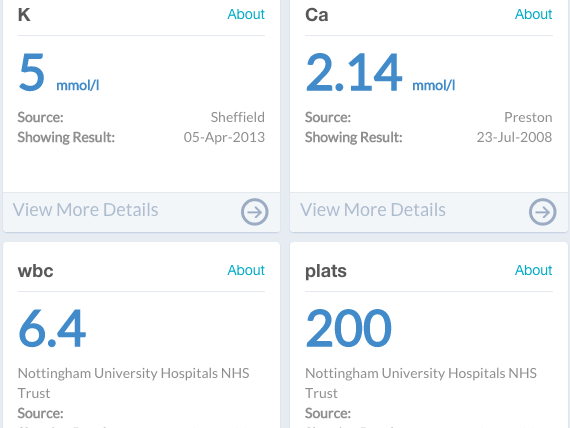 K About
5 mmol/l
Source: Sheffield
Showing Result: 05-Apr-2013
View More Details
Ca About
2.14 mmol/l
Source: Preston
Showing Result: 23-Jul-2008
View More Details
wbc About
6.4
Nottingham University Hospitals NHS
Trust
Source:
plats About
200
Nottingham University Hospitals NHS
Trust
Source: